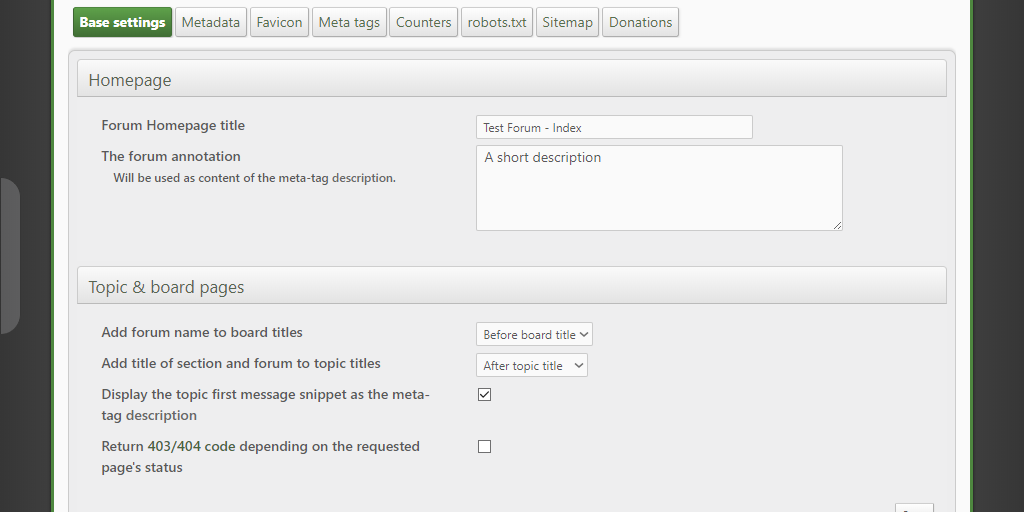 Base settings Metadata Favicon Meta tags Counters robots.txt Sitemap Donations
Homepage
Forum Homepage title Test Forum - Index
The forum annotation A short description
Will be used as content of the meta-tag description.
Topic & board pages
Add forum name to board titles Before board title
Add title of section and forum to topic titles After topic title
Display the topic first message snippet as the meta-
tag description
Return 403/404 code depending on the requested
page's status